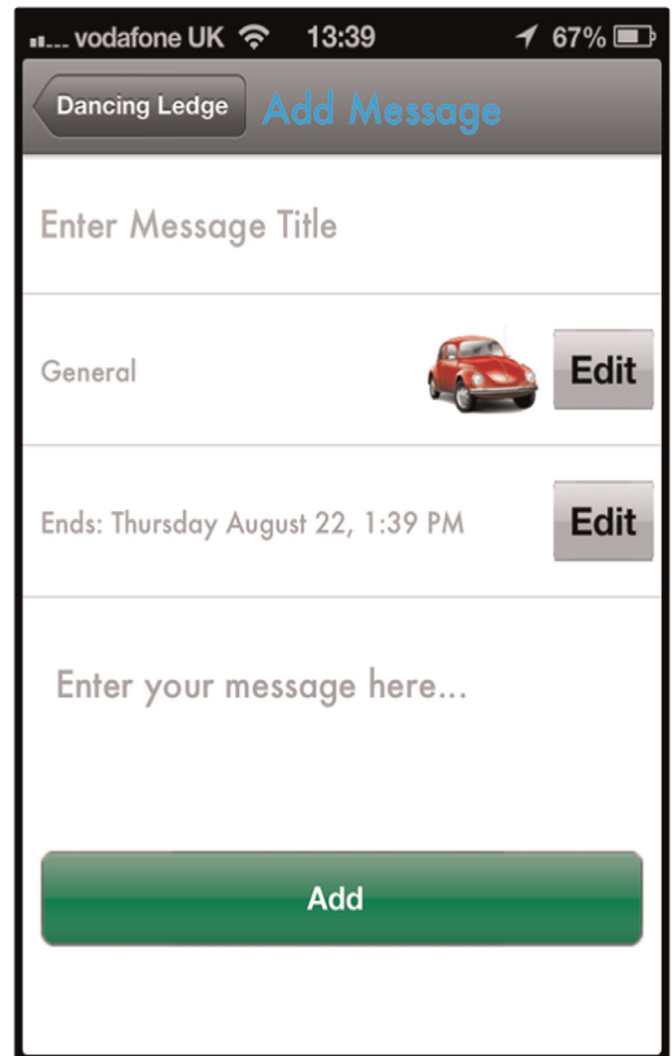 vodafone UK 13:39 67%
Dancing Ledge Add Message
Enter Message Title
General Edit
Ends: Thursday August 22, 1:39 PM Edit
Enter your message here...
Add